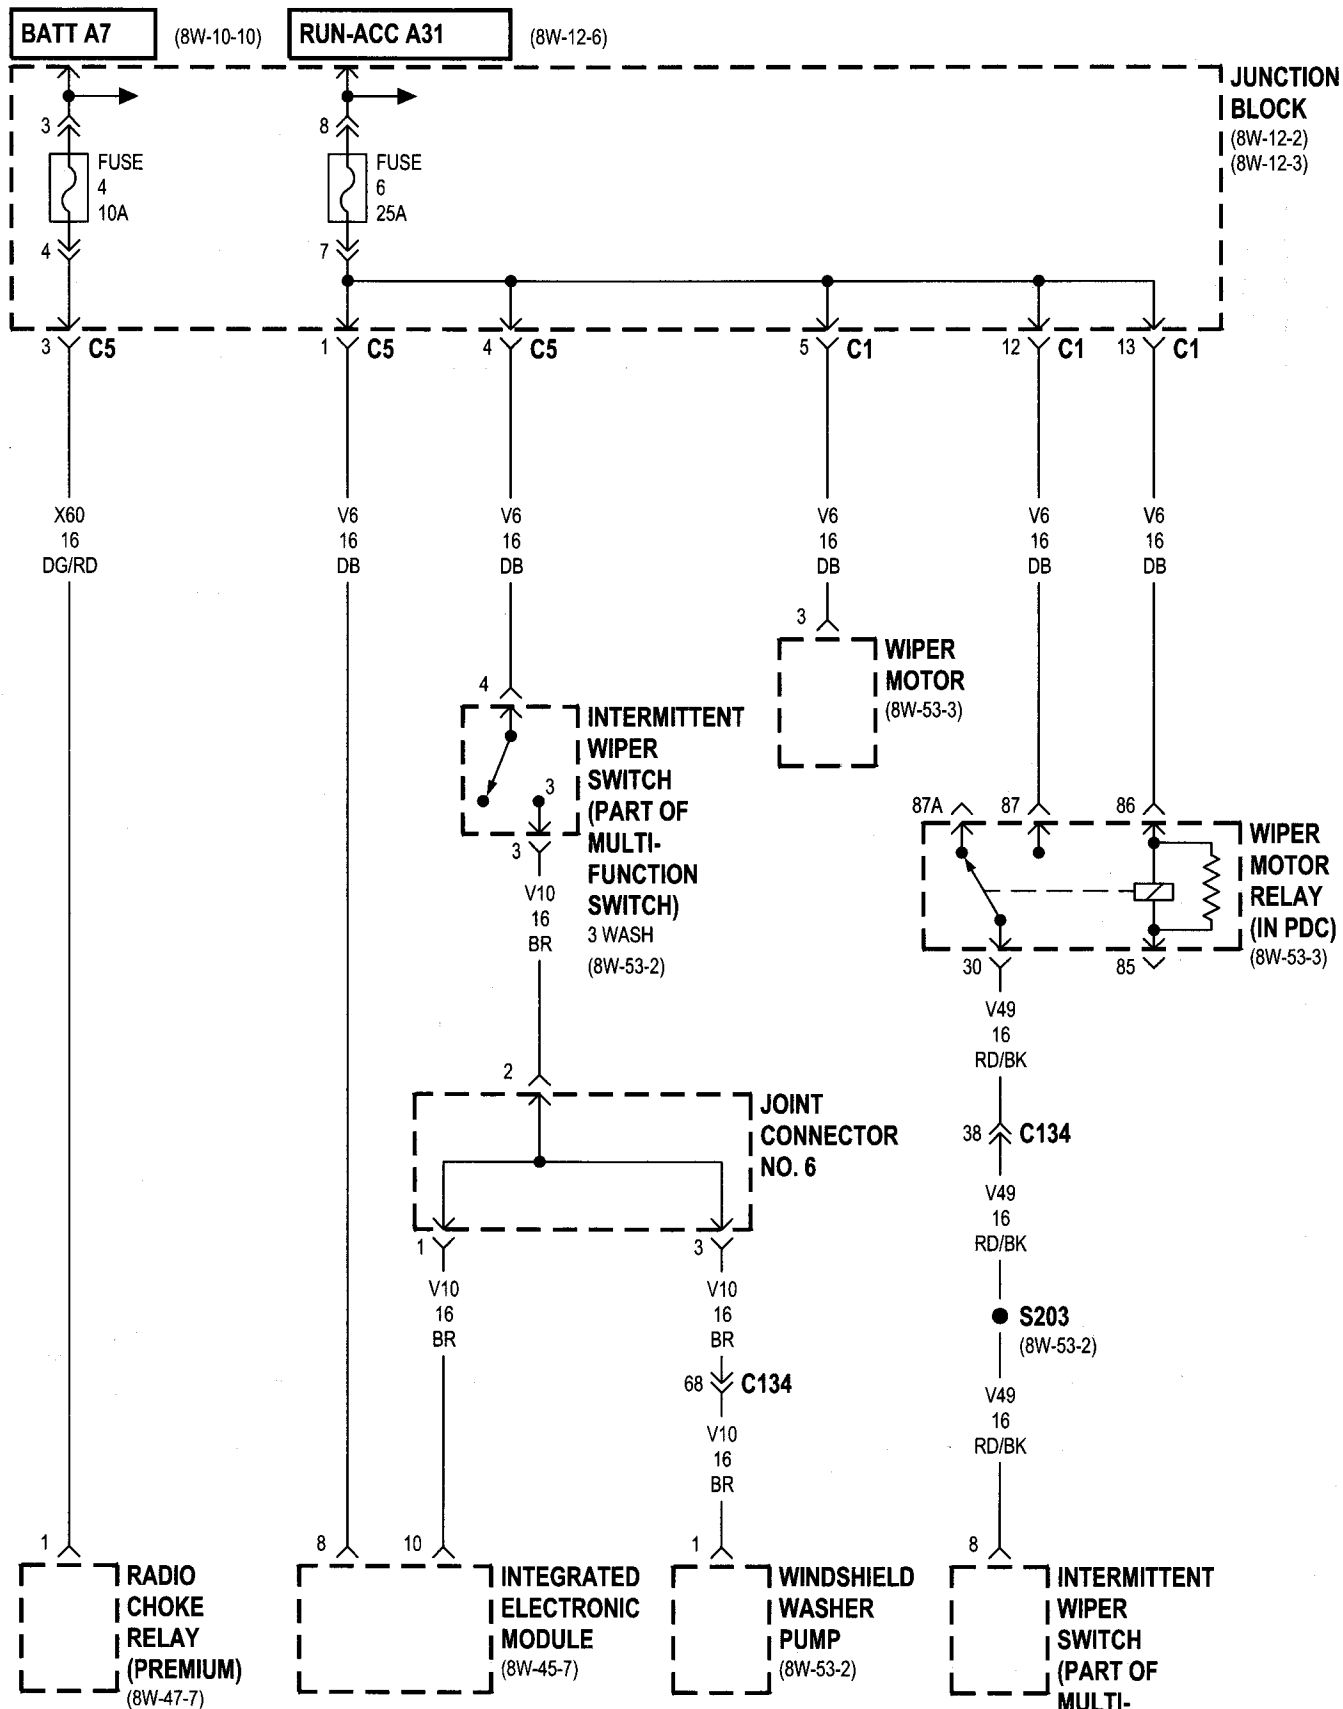 BATT A7 (8W-10-10) RUN-ACC A31 (8W-12-6)
JUNCTION
BLOCK
(8W-12-2)
(8W-12-3)
3 8
FUSE FUSE
4 6
10A 25A
4 7
3 C5 1 C5 4 C5 5 C1 12 C1 13 C1
X60 V6 V6 V6 V6 V6
16 16 16 16 16 16
DG/RD DB DB DB DB DB
3
WIPER
MOTOR
(8W-53-3)
4
INTERMITTENT
WIPER
SWITCH
(PART OF
MULTI-
FUNCTION
SWITCH)
3 WASH
(8W-53-2)
3
3
V10
16
BR
87A 87 86
WIPER
MOTOR
RELAY
(IN PDC)
(8W-53-3)
30 85
V49
16
RD/BK
2
JOINT
CONNECTOR
NO. 6
38 C134
V49
16
RD/BK
1 3
V10 V10
16 16
BR BR
S203
(8W-53-2)
68 C134
V49
16
RD/BK
V10
16
BR
1 8 10 1 8
RADIO
CHOKE
RELAY
(PREMIUM)
(8W-47-7)
INTEGRATED
ELECTRONIC
MODULE
(8W-45-7)
WINDSHIELD
WASHER
PUMP
(8W-53-2)
INTERMITTENT
WIPER
SWITCH
(PART OF
MULTI-